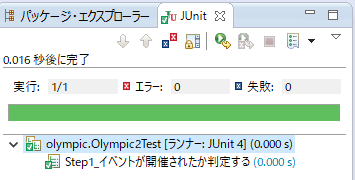 パッケージ・エクスプローラー JUnit
0.016 秒後に完了
実行: 1/1 エラー: 0 失敗: 0
olympic.Olympic2Test [ランナー: JUnit 4] (0.000 s)
Step1_イベントが開催されたか判定する (0.000 s)